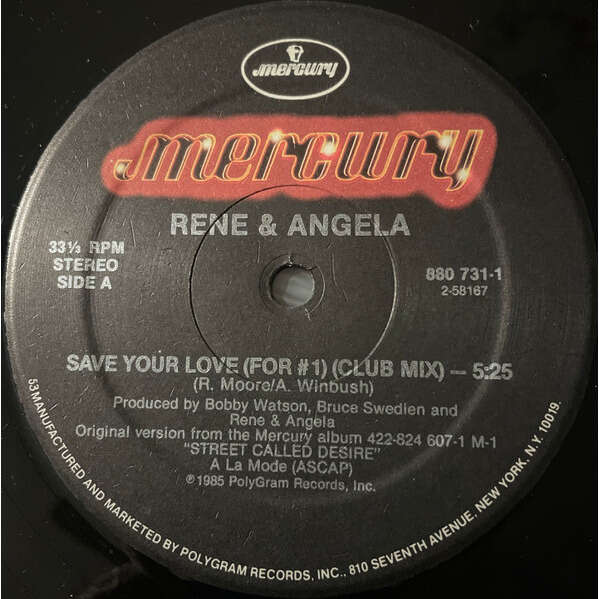 mercury
mercury
RENE & ANGELA
33⅓ RPM
STEREO
SIDE A
880 731-1
2-58167
SAVE YOUR LOVE (FOR #1) (CLUB MIX) — 5:25
(R. Moore/A. Winbush)
Produced by Bobby Watson, Bruce Swedien and
Rene & Angela
Original version from the Mercury album 422-824 607-1 M-1
"STREET CALLED DESIRE"
A La Mode (ASCAP)
℗1985 PolyGram Records, Inc.
53 MANUFACTURED AND MARKETED BY POLYGRAM RECORDS, INC., 810 SEVENTH AVENUE, NEW YORK, N.Y. 10019.